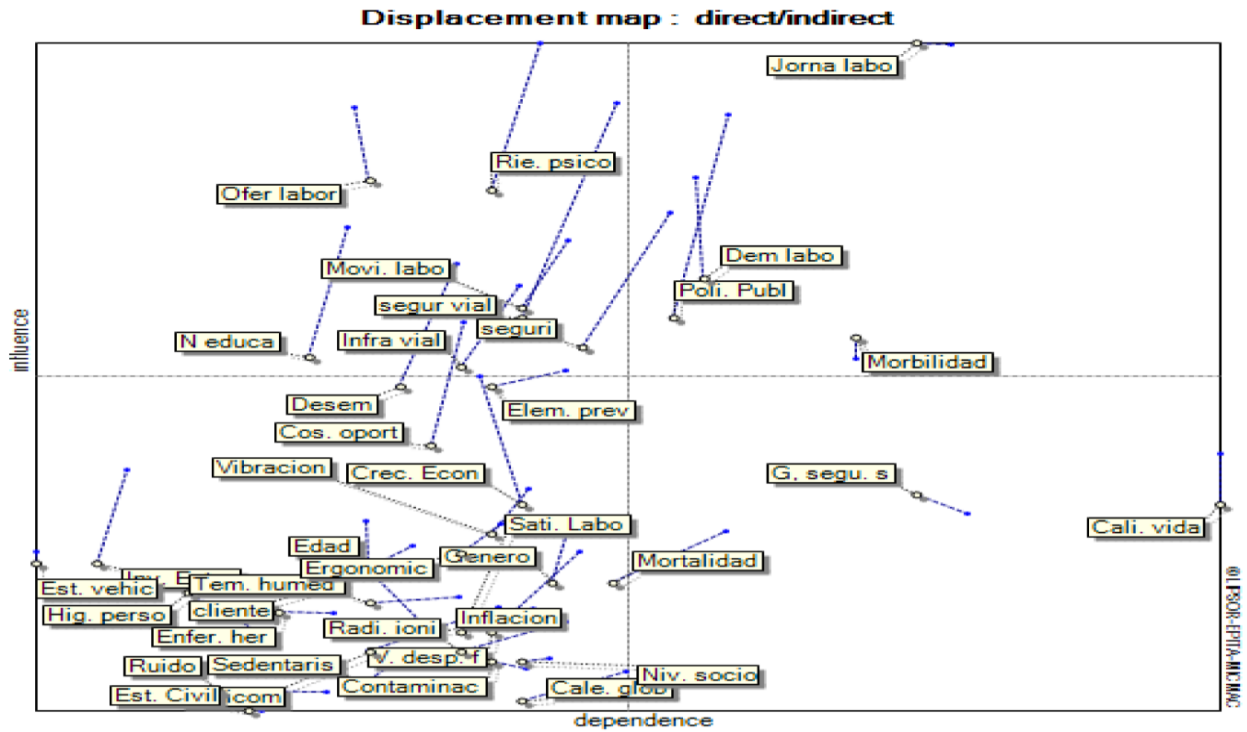 Displacement map : direct/indirect
Jorna labo
Rie. psico
Ofer labor
Dem labo
Movi. labo
Poli. Publ
segur vial
seguri
N educa
Infra vial
Morbilidad
influence
Desem
Elem. prev
Cos. oport
Vibracion
Crec. Econ
G, segu. s
Sati. Labo
Cali. vida
Edad
Genero
Mortalidad
Ergonomic
Est. vehic
Tem. humed
Hig. perso
cliente
Inflacion
Radi. ioni
Enfer. her
Ruido
Sedentaris
V. desp. f
Niv. socio
Contaminac
Cale. glob
Est. Civil
icom
dependence
©LIPSOR-EPITA-MICMAC